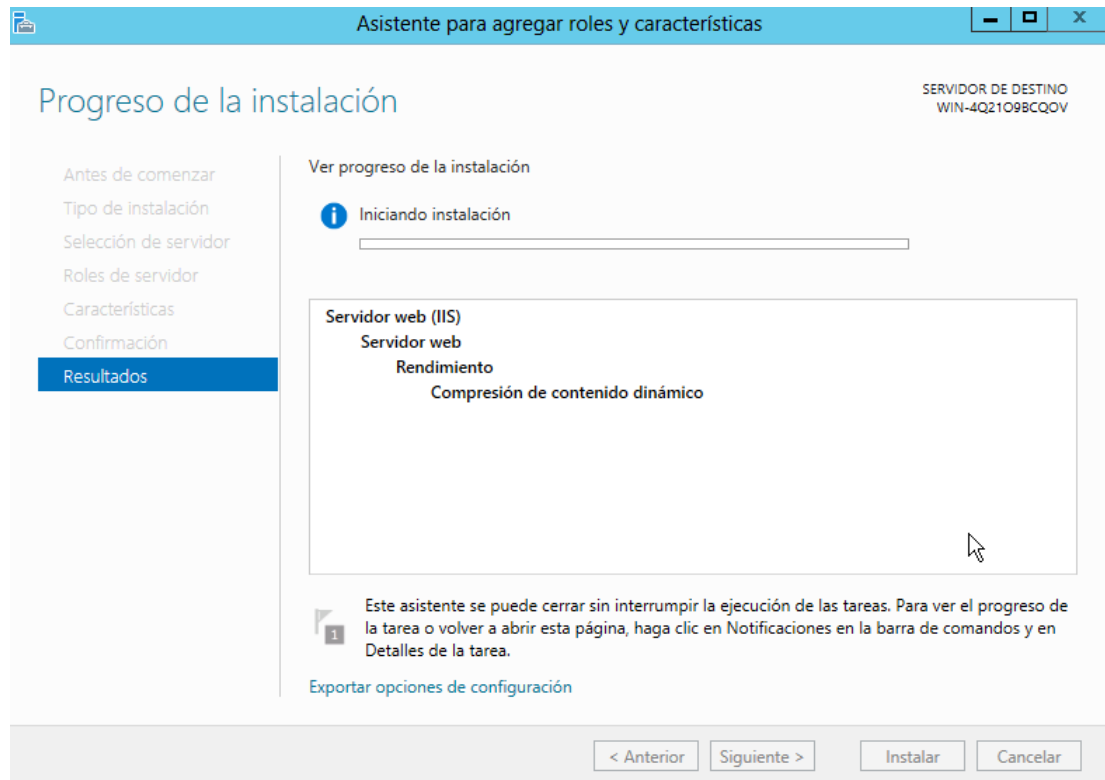 Asistente para agregar roles y características
Progreso de la instalación
SERVIDOR DE DESTINO
WIN-4Q21O9BCQOV
Antes de comenzar
Tipo de instalación
Selección de servidor
Roles de servidor
Características
Confirmación
Resultados
Ver progreso de la instalación
Iniciando instalación
Servidor web (IIS)
Servidor web
Rendimiento
Compresión de contenido dinámico
1
Este asistente se puede cerrar sin interrumpir la ejecución de las tareas. Para ver el progreso de
la tarea o volver a abrir esta página, haga clic en Notificaciones en la barra de comandos y en
Detalles de la tarea.
Exportar opciones de configuración
< Anterior
Siguiente >
Instalar
Cancelar